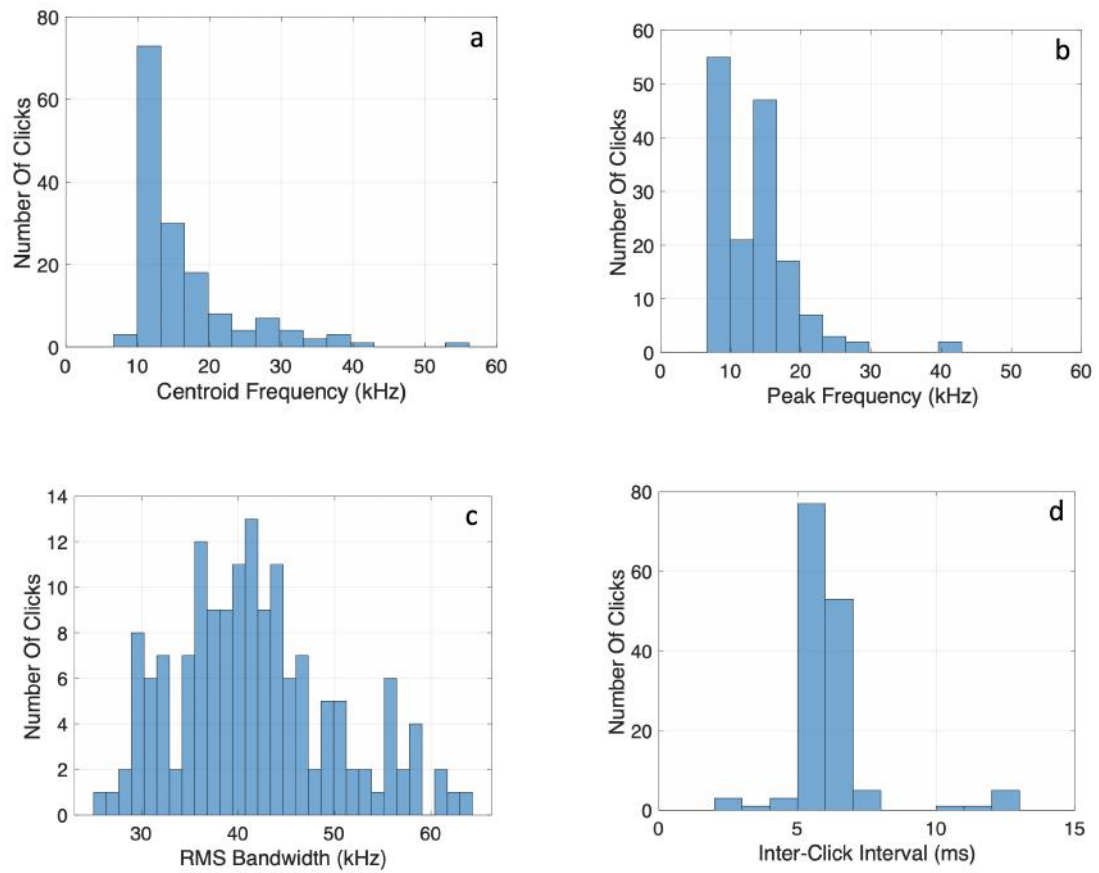 a
80
60
40
20
0
Number Of Clicks
0 10 20 30 40 50 60
Centroid Frequency (kHz)
b
60
50
40
30
20
10
0
Number Of Clicks
0 10 20 30 40 50 60
Peak Frequency (kHz)
c
14
12
10
8
6
4
2
0
Number Of Clicks
30 40 50 60
RMS Bandwidth (kHz)
d
80
60
40
20
0
Number Of Clicks
0 5 10 15
Inter-Click Interval (ms)